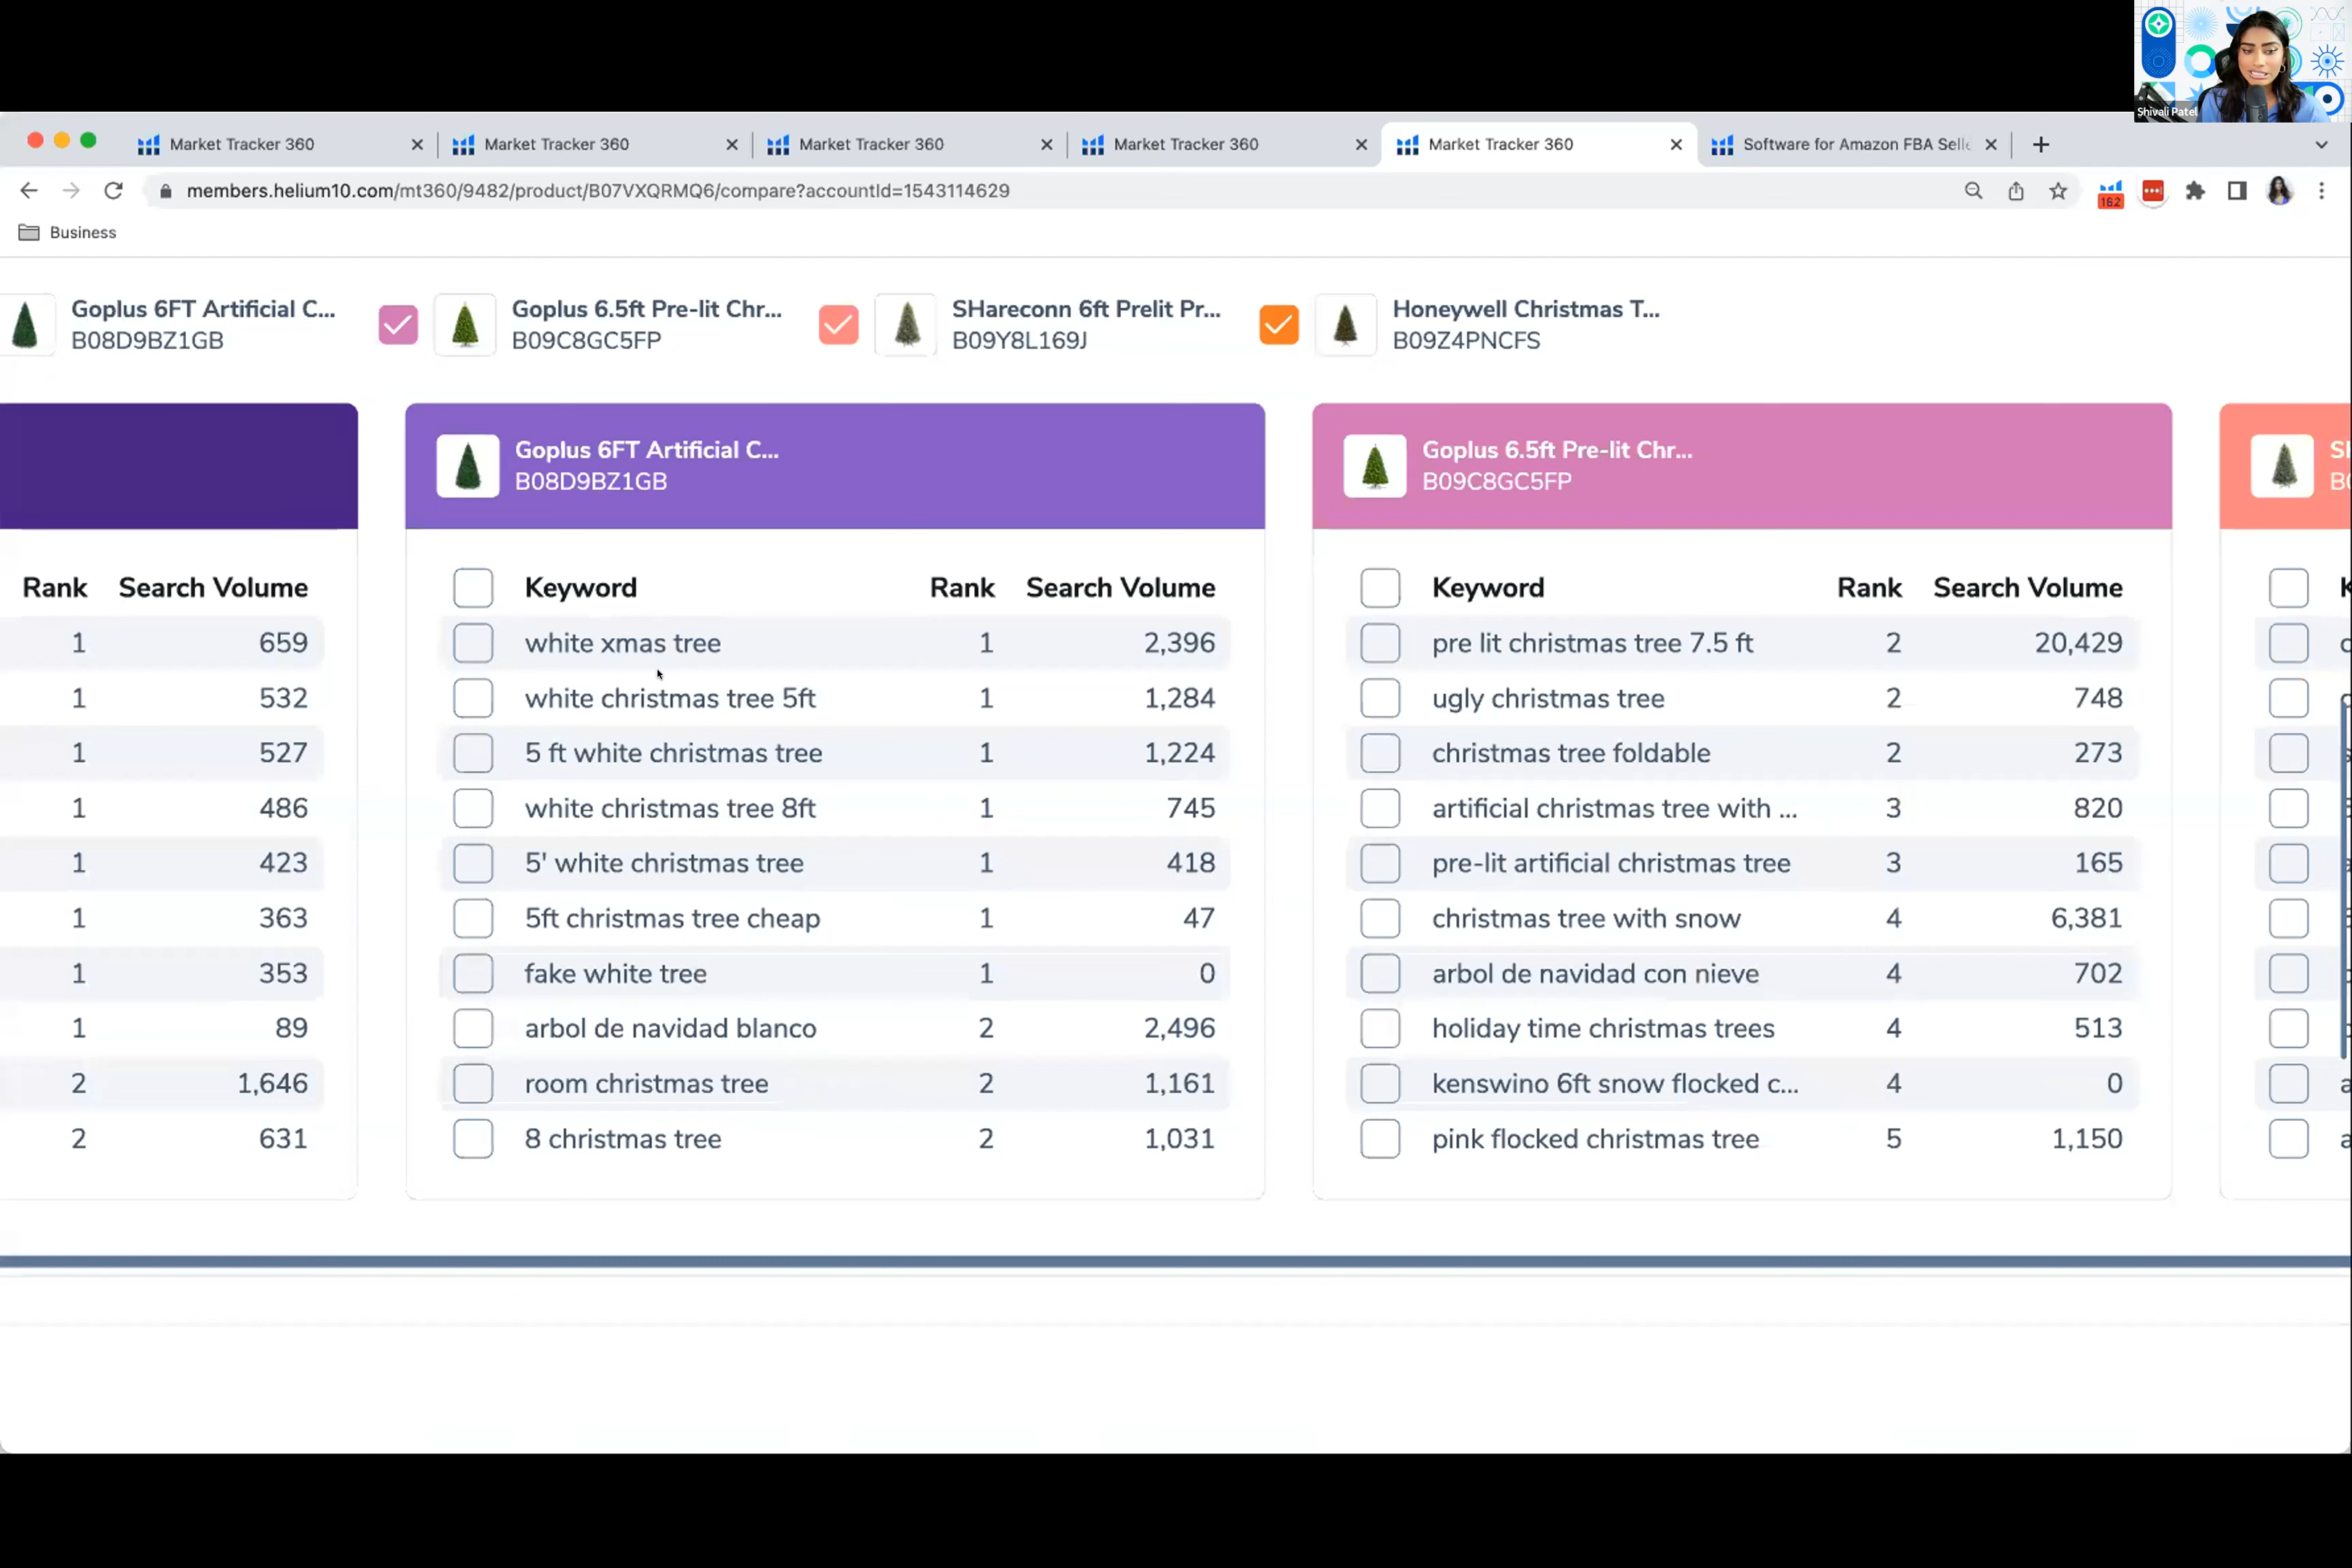 Shivali Patel
Market Tracker 360
Market Tracker 360
Market Tracker 360
Market Tracker 360
Market Tracker 360
Software for Amazon FBA Selle
members.helium10.com/mt360/9482/product/B07VXQRMQ6/compare?accountId=1543114629
162
Business
Goplus 6FT Artificial C...
B08D9BZ1GB
Goplus 6.5ft Pre-lit Chr...
B09C8GC5FP
SHareconn 6ft Prelit Pr...
B09Y8L169J
Honeywell Christmas T...
B09Z4PNCFS
Rank Search Volume
1 659
1 532
1 527
1 486
1 423
1 363
1 353
1 89
2 1,646
2 631
Goplus 6FT Artificial C...
B08D9BZ1GB
Keyword Rank Search Volume
white xmas tree 1 2,396
white christmas tree 5ft 1 1,284
5 ft white christmas tree 1 1,224
white christmas tree 8ft 1 745
5' white christmas tree 1 418
5ft christmas tree cheap 1 47
fake white tree 1 0
arbol de navidad blanco 2 2,496
room christmas tree 2 1,161
8 christmas tree 2 1,031
Goplus 6.5ft Pre-lit Chr...
B09C8GC5FP
Keyword Rank Search Volume
pre lit christmas tree 7.5 ft 2 20,429
ugly christmas tree 2 748
christmas tree foldable 2 273
artificial christmas tree with ... 3 820
pre-lit artificial christmas tree 3 165
christmas tree with snow 4 6,381
arbol de navidad con nieve 4 702
holiday time christmas trees 4 513
kenswino 6ft snow flocked c... 4 0
pink flocked christmas tree 5 1,150